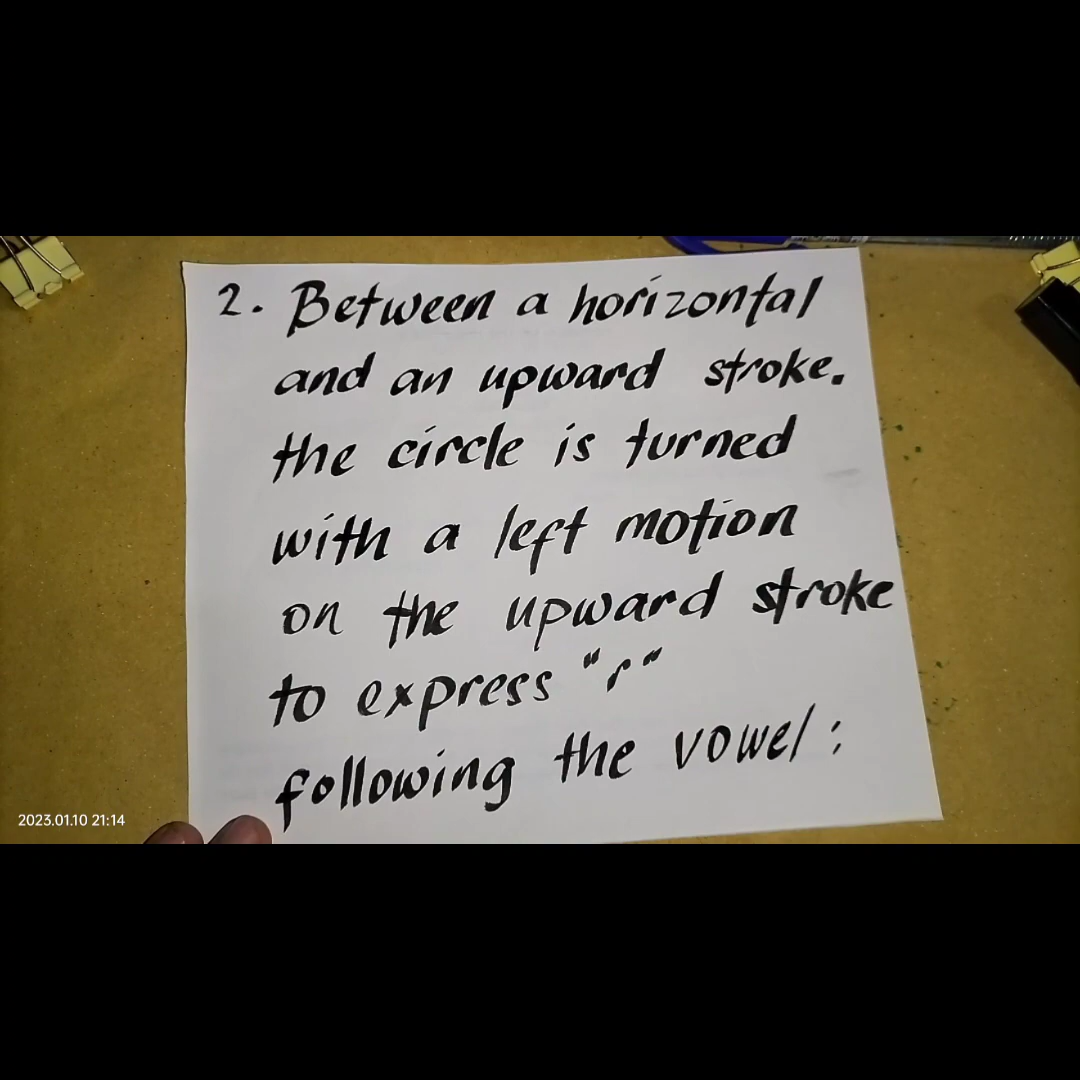 2. Between a horizontal
and an upward stroke.
the circle is turned
with a left motion
on the upward stroke
to express "r"
following the vowel:
2023.01.10 21:14